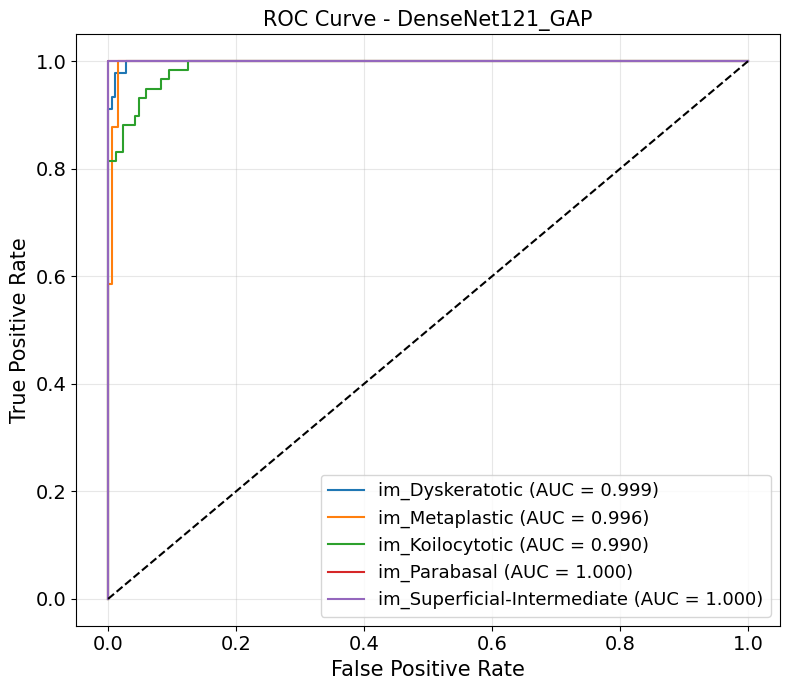 ROC Curve - DenseNet121_GAP
True Positive Rate
1.0
0.8
0.6
0.4
0.2
0.0
im_Dyskeratotic (AUC = 0.999)
im_Metaplastic (AUC = 0.996)
im_Koilocytotic (AUC = 0.990)
im_Parabasal (AUC = 1.000)
im_Superficial-Intermediate (AUC = 1.000)
0.0 0.2 0.4 0.6 0.8 1.0
False Positive Rate